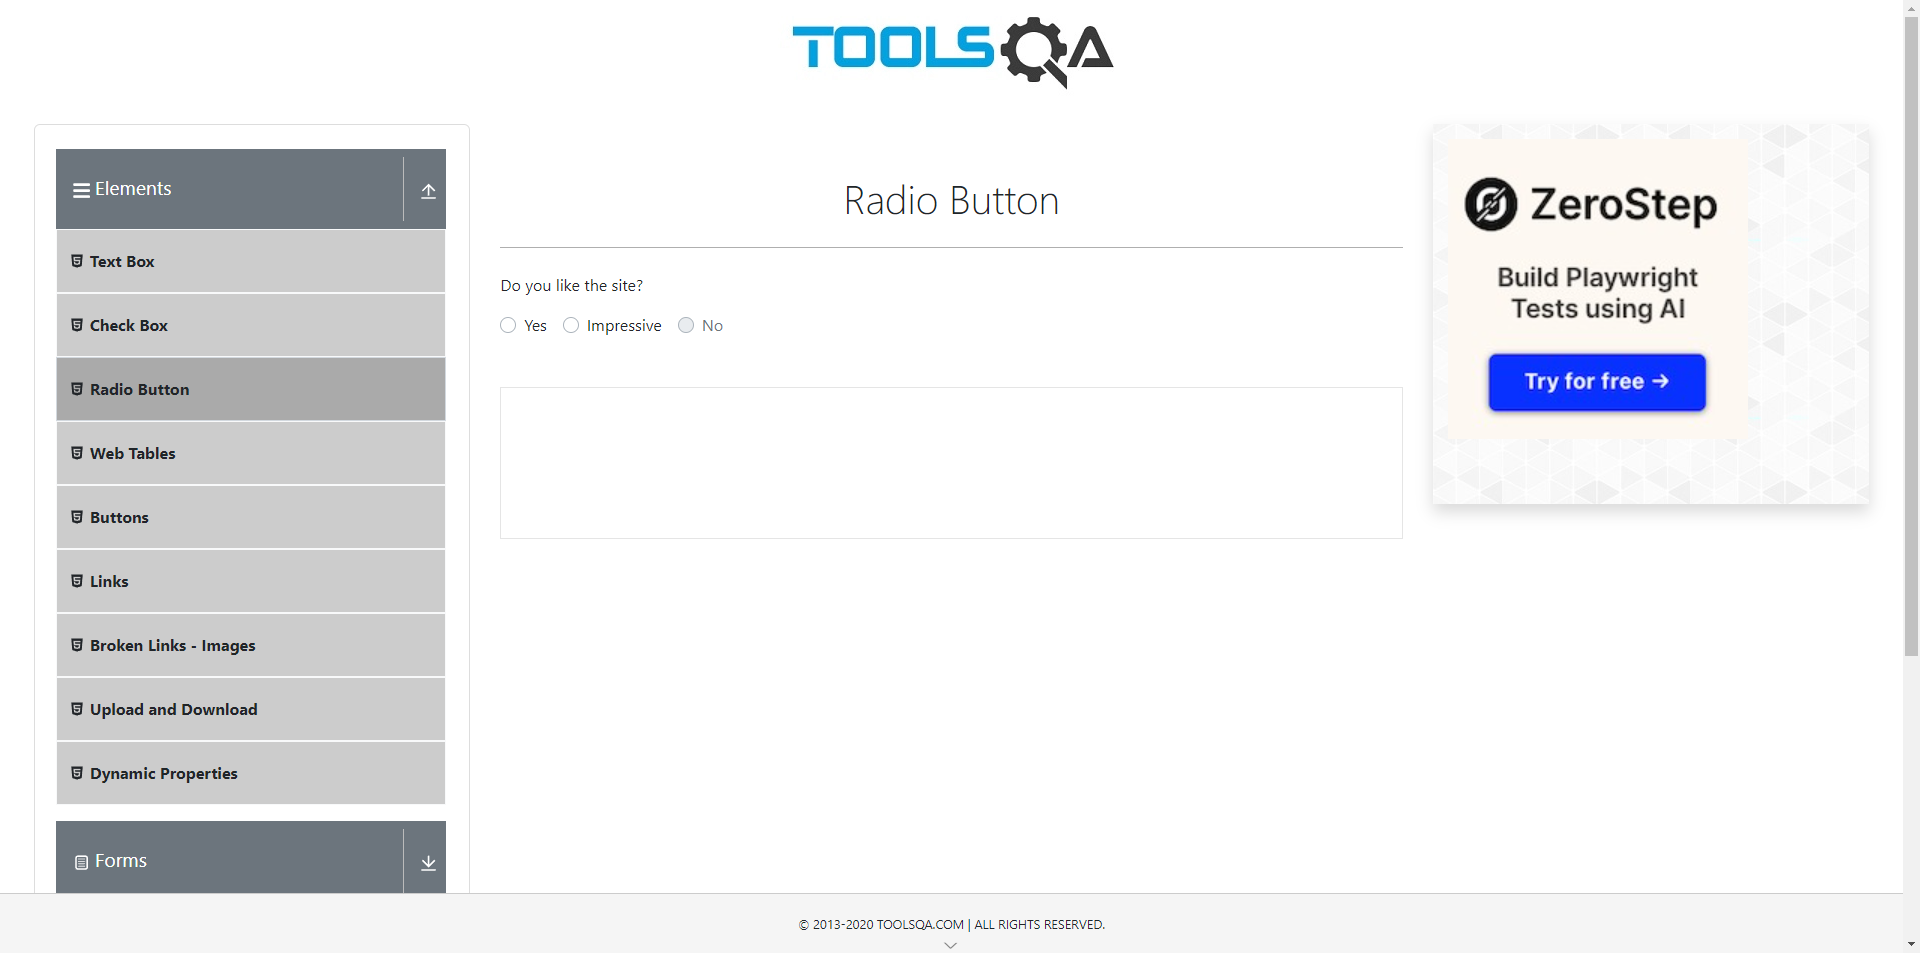 TOOLSQA
Elements
Text Box
Check Box
Radio Button
Web Tables
Buttons
Links
Broken Links - Images
Upload and Download
Dynamic Properties
Forms
Radio Button
Do you like the site?
Yes Impressive No
ZeroStep
Build Playwright
Tests using AI
Try for free →
© 2013-2020 TOOLSQA.COM | ALL RIGHTS RESERVED.